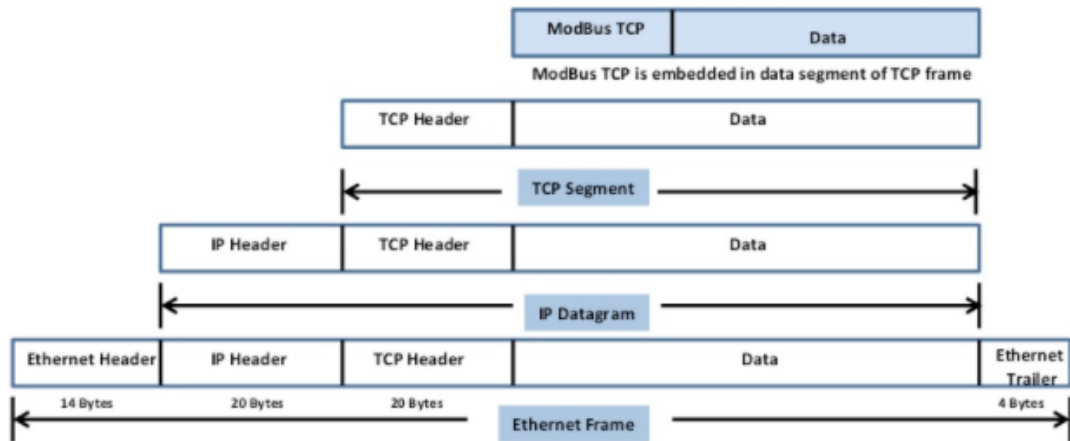 ModBus TCP Data
ModBus TCP is embedded in data segment of TCP frame
TCP Header Data
TCP Segment
IP Header TCP Header Data
IP Datagram
Ethernet Header IP Header TCP Header Data Ethernet Trailer
14 Bytes 20 Bytes 20 Bytes 4 Bytes
Ethernet Frame